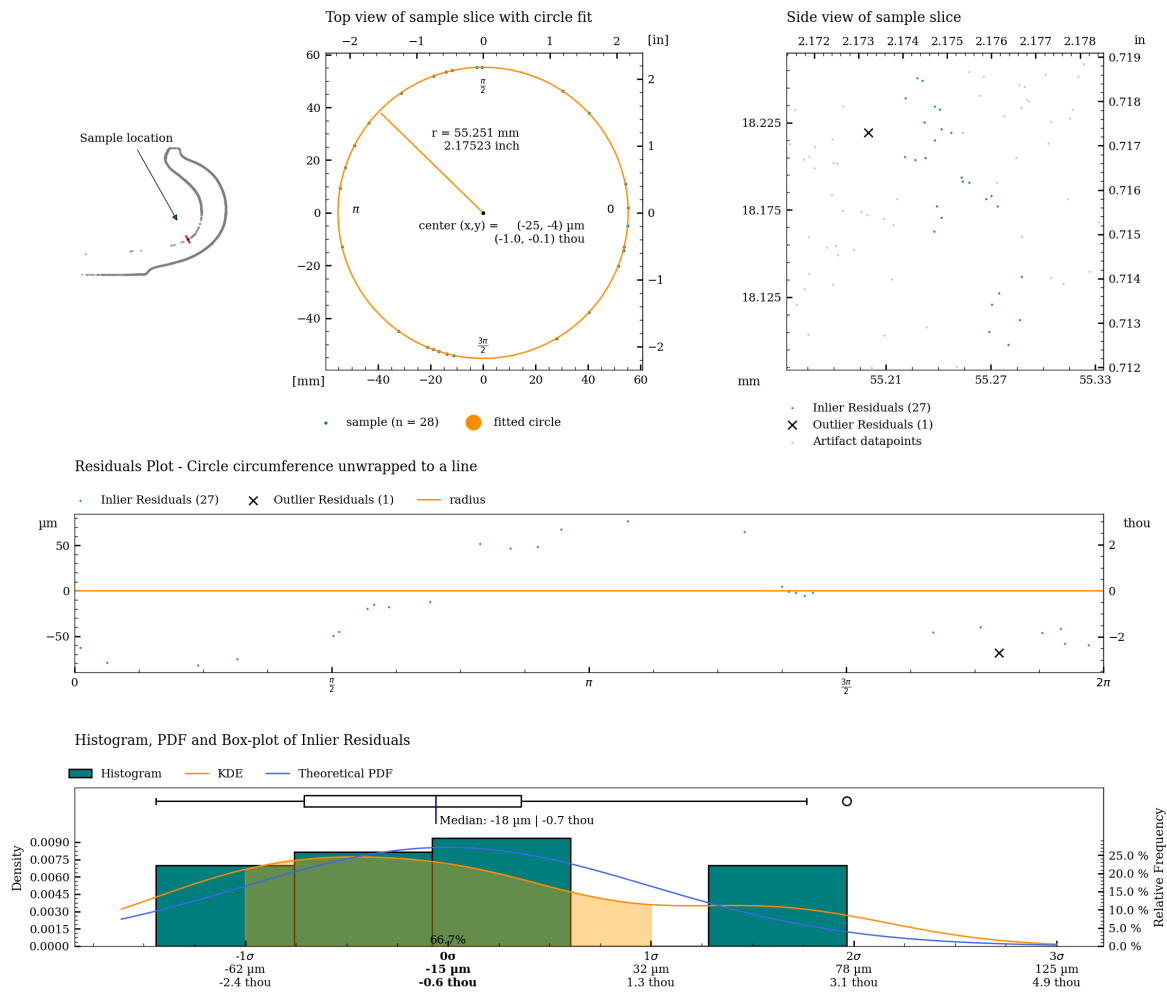 Top view of sample slice with circle fit
−2 −1 0 1 2 [in]
60
40
20
0
−20
−40
[mm]
−40 −20 0 20 40 60
2
1
0
−1
−2
π/2
π
0
3π/2
r = 55.251 mm
2.17523 inch
center (x,y) = (-25, -4) µm
(-1.0, -0.1) thou
sample (n = 28)
fitted circle
Sample location
Side view of sample slice
2.172 2.173 2.174 2.175 2.176 2.177 2.178 in
18.225
18.175
18.125
mm
55.21 55.27 55.33
0.719
0.718
0.717
0.716
0.715
0.714
0.713
0.712
Inlier Residuals (27)
Outlier Residuals (1)
Artifact datapoints
Residuals Plot - Circle circumference unwrapped to a line
Inlier Residuals (27)
Outlier Residuals (1)
radius
µm
50
0
−50
thou
2
0
−2
0 π/2 π 3π/2 2π
Histogram, PDF and Box-plot of Inlier Residuals
Histogram
KDE
Theoretical PDF
Median: -18 µm | -0.7 thou
Density
0.0090
0.0075
0.0060
0.0045
0.0030
0.0015
0.0000
Relative Frequency
25.0 %
20.0 %
15.0 %
10.0 %
5.0 %
0.0 %
66.7%
-1σ 0σ 1σ 2σ 3σ
-62 µm -15 µm 32 µm 78 µm 125 µm
-2.4 thou -0.6 thou 1.3 thou 3.1 thou 4.9 thou